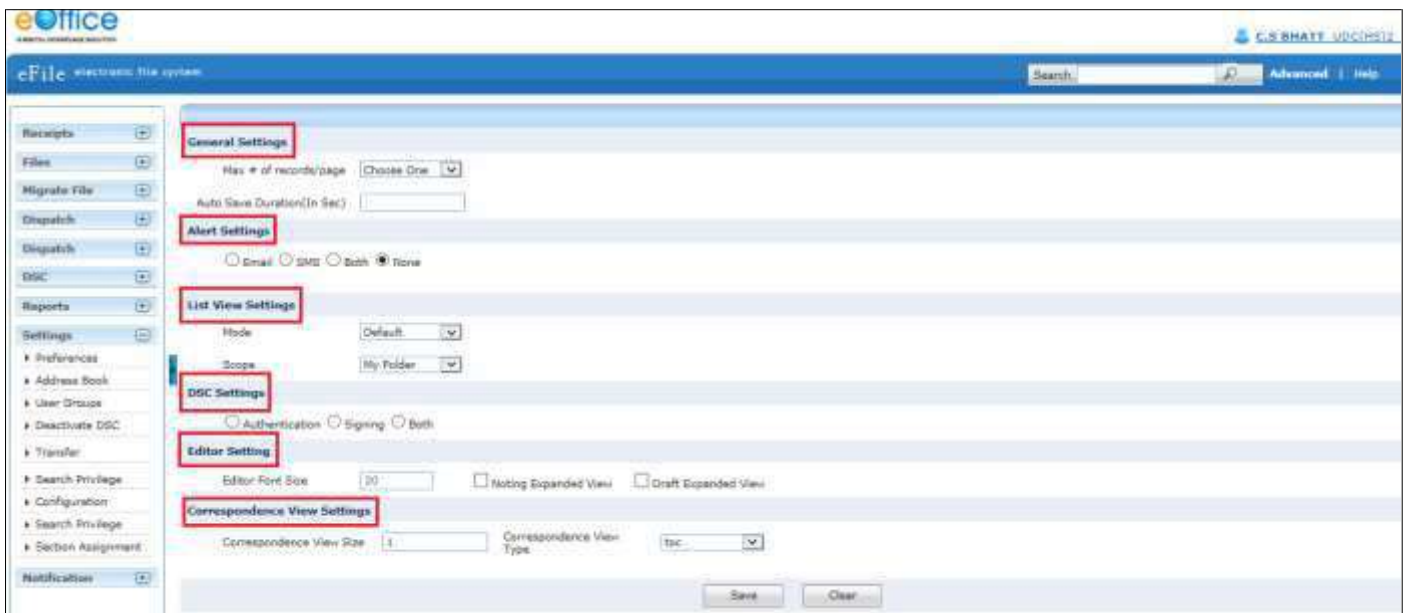 eOffice
A DIGITAL WORKPLACE SOLUTION
C.S BHATT UDC(HS)2
eFile electronic file system
Search
Advanced | Help
Receipts
Files
Migrate File
Dispatch
Dispatch
DSC
Reports
Settings
Preferences
Address Book
User Groups
Deactivate DSC
Transfer
Search Privilege
Configuration
Search Privilege
Section Assignment
Notification
General Settings
Max # of records/page Choose One
Auto Save Duration(In Sec)
Alert Settings
Email SMS Both None
List View Settings
Mode Default
Scope My Folder
DSC Settings
Authentication Signing Both
Editor Setting
Editor Font Size 20 Noting Expanded View Draft Expanded View
Correspondence View Settings
Correspondence View Size 1 Correspondence View Type toc
Save Clear